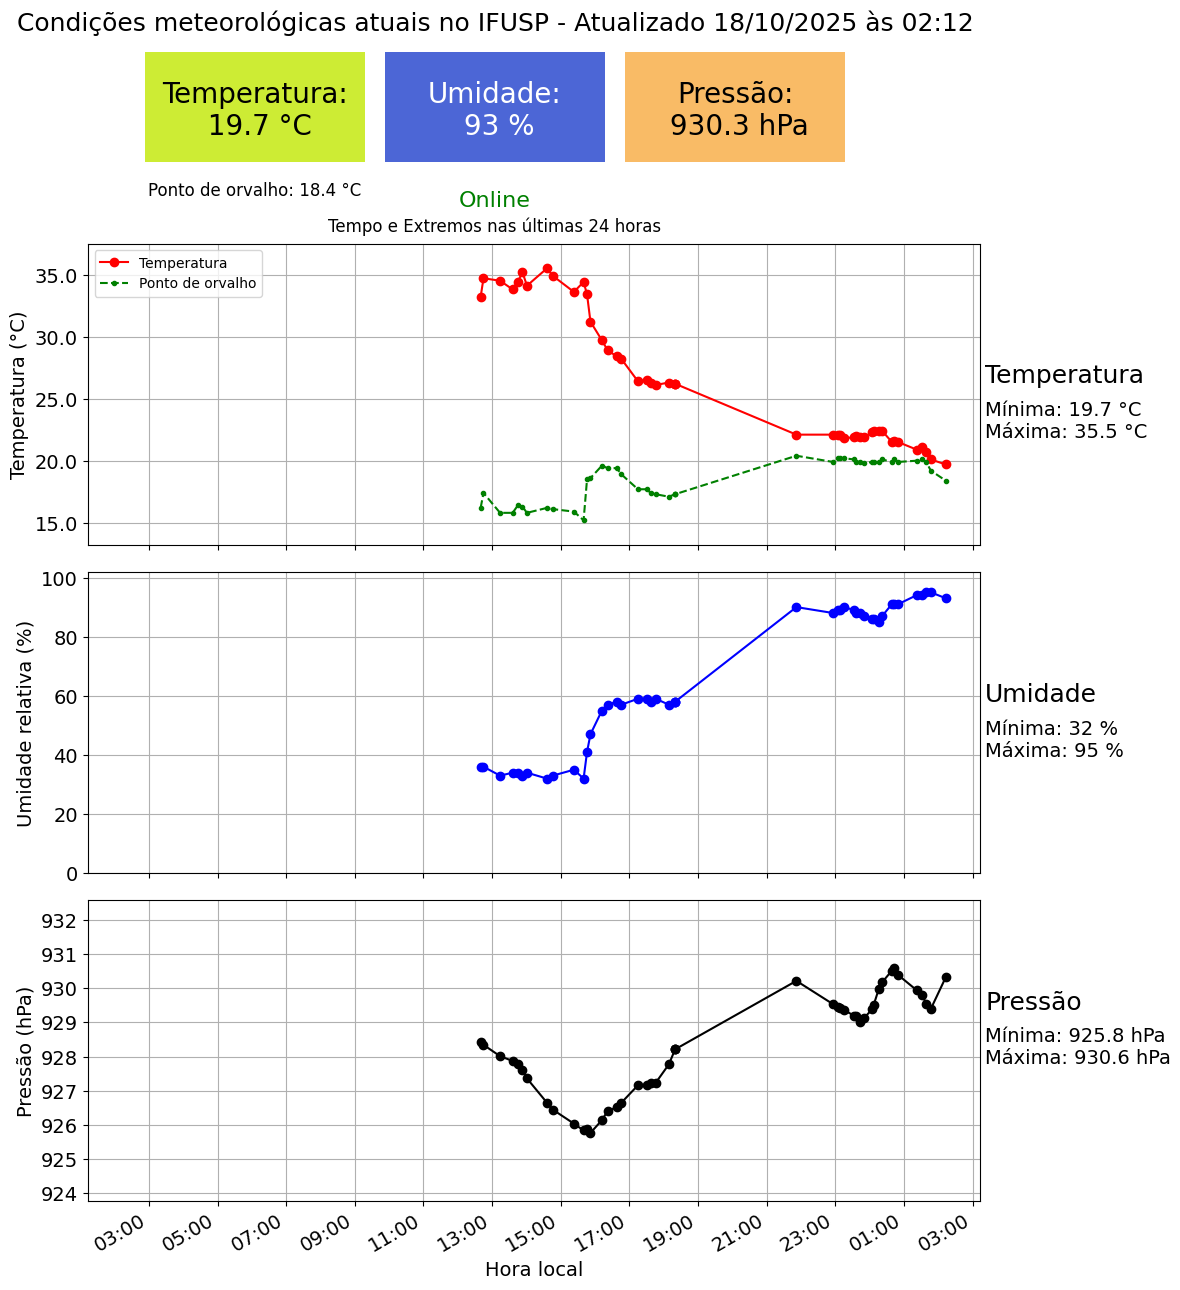 Condições meteorológicas atuais no IFUSP - Atualizado 18/10/2025 às 02:12
Temperatura:
19.7 °C
Umidade:
93 %
Pressão:
930.3 hPa
Ponto de orvalho: 18.4 °C
Online
Tempo e Extremos nas últimas 24 horas
Temperatura
Ponto de orvalho
Temperatura (°C)
35.0
30.0
25.0
20.0
15.0
Temperatura
Mínima: 19.7 °C
Máxima: 35.5 °C
Umidade relativa (%)
100
80
60
40
20
0
Umidade
Mínima: 32 %
Máxima: 95 %
Pressão (hPa)
932
931
930
929
928
927
926
925
924
Pressão
Mínima: 925.8 hPa
Máxima: 930.6 hPa
03:00 05:00 07:00 09:00 11:00 13:00 15:00 17:00 19:00 21:00 23:00 01:00 03:00
Hora local